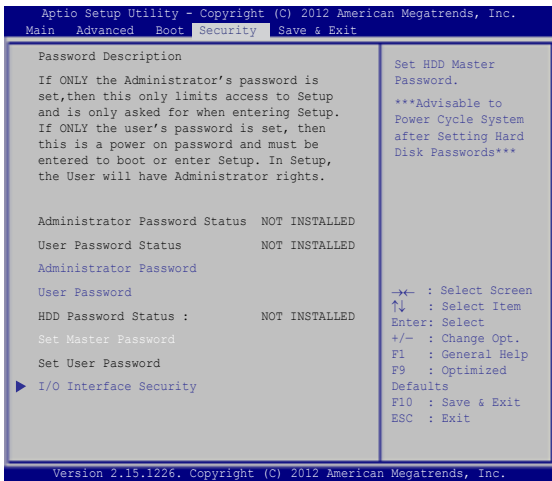 Aptio Setup Utility - Copyright (C) 2012 American Megatrends, Inc.
Main Advanced Boot Security Save & Exit
Password Description
If ONLY the Administrator's password is
set,then this only limits access to Setup
and is only asked for when entering Setup.
If ONLY the user's password is set, then
this is a power on password and must be
entered to boot or enter Setup. In Setup,
the User will have Administrator rights.
Administrator Password Status NOT INSTALLED
User Password Status NOT INSTALLED
Administrator Password
User Password
HDD Password Status : NOT INSTALLED
Set Master Password
Set User Password
I/O Interface Security
Set HDD Master
Password.
***Advisable to
Power Cycle System
after Setting Hard
Disk Passwords***
→← : Select Screen
↑↓ : Select Item
Enter: Select
+/— : Change Opt.
F1 : General Help
F9 : Optimized
Defaults
F10 : Save & Exit
ESC : Exit
Version 2.15.1226. Copyright (C) 2012 American Megatrends, Inc.